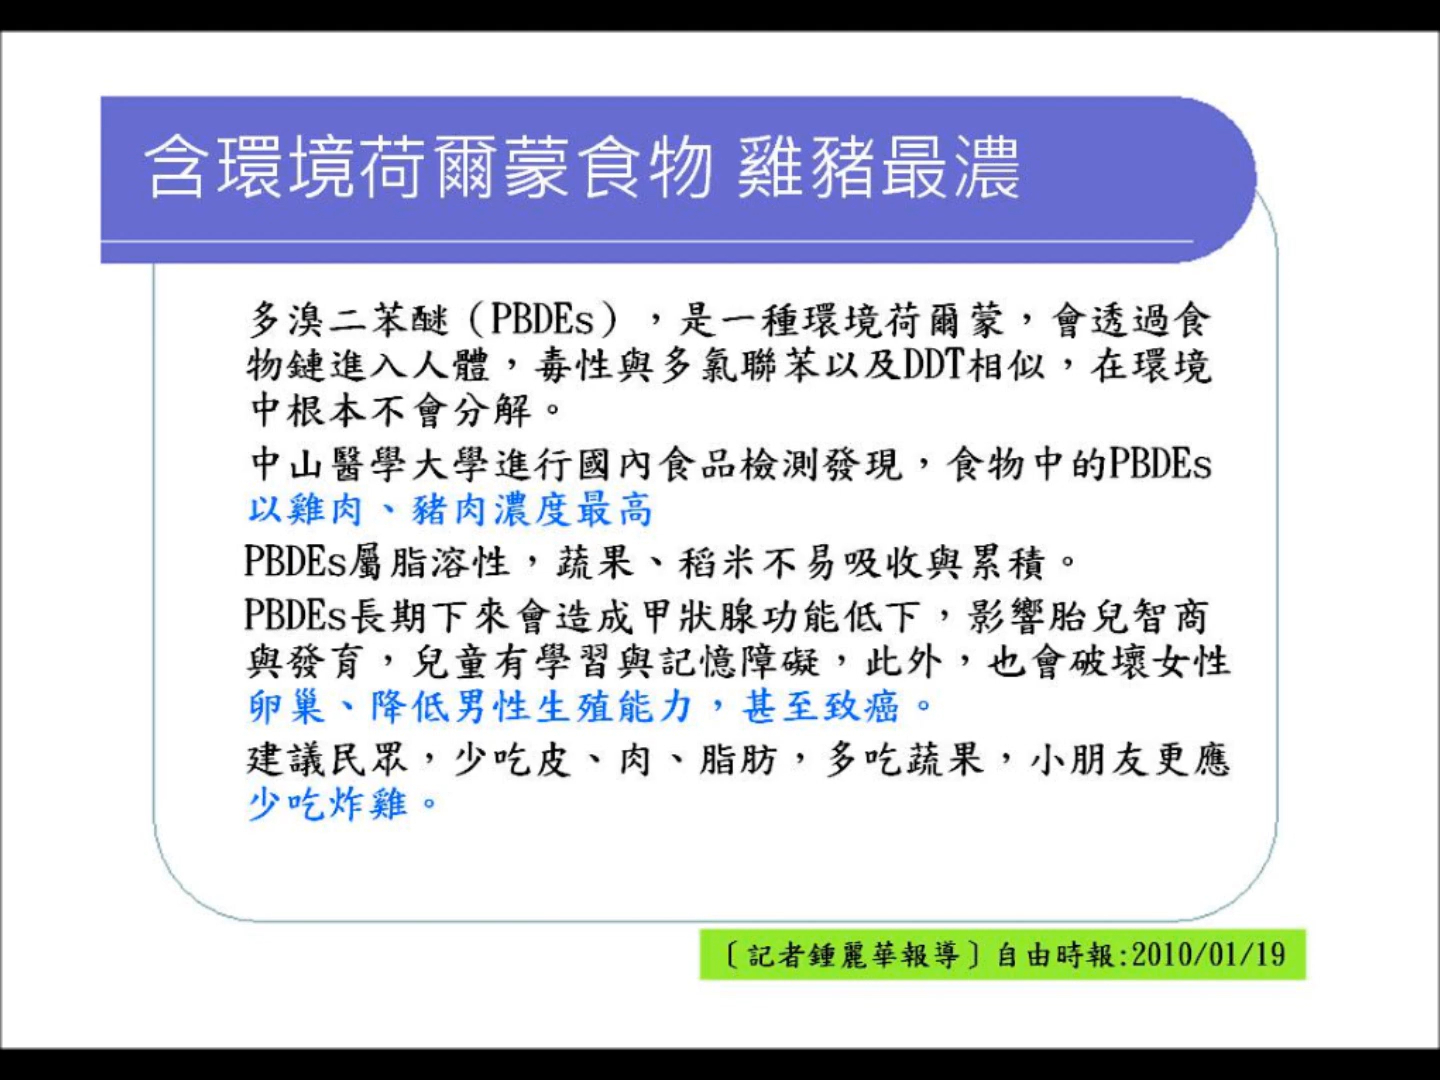 含環境荷爾蒙食物 雞豬最濃
多溴二苯醚（PBDEs），是一種環境荷爾蒙，會透過食
物鏈進入人體，毒性與多氯聯苯以及DDT相似，在環境
中根本不會分解。
中山醫學大學進行國內食品檢測發現，食物中的PBDEs
以雞肉、豬肉濃度最高
PBDEs屬脂溶性，蔬果、稻米不易吸收與累積。
PBDEs長期下來會造成甲狀腺功能低下，影響胎兒智商
與發育，兒童有學習與記憶障礙，此外，也會破壞女性
卵巢、降低男性生殖能力，甚至致癌。
建議民眾，少吃皮、肉、脂肪，多吃蔬果，小朋友更應
少吃炸雞。
〔記者鍾麗華報導〕自由時報:2010/01/19